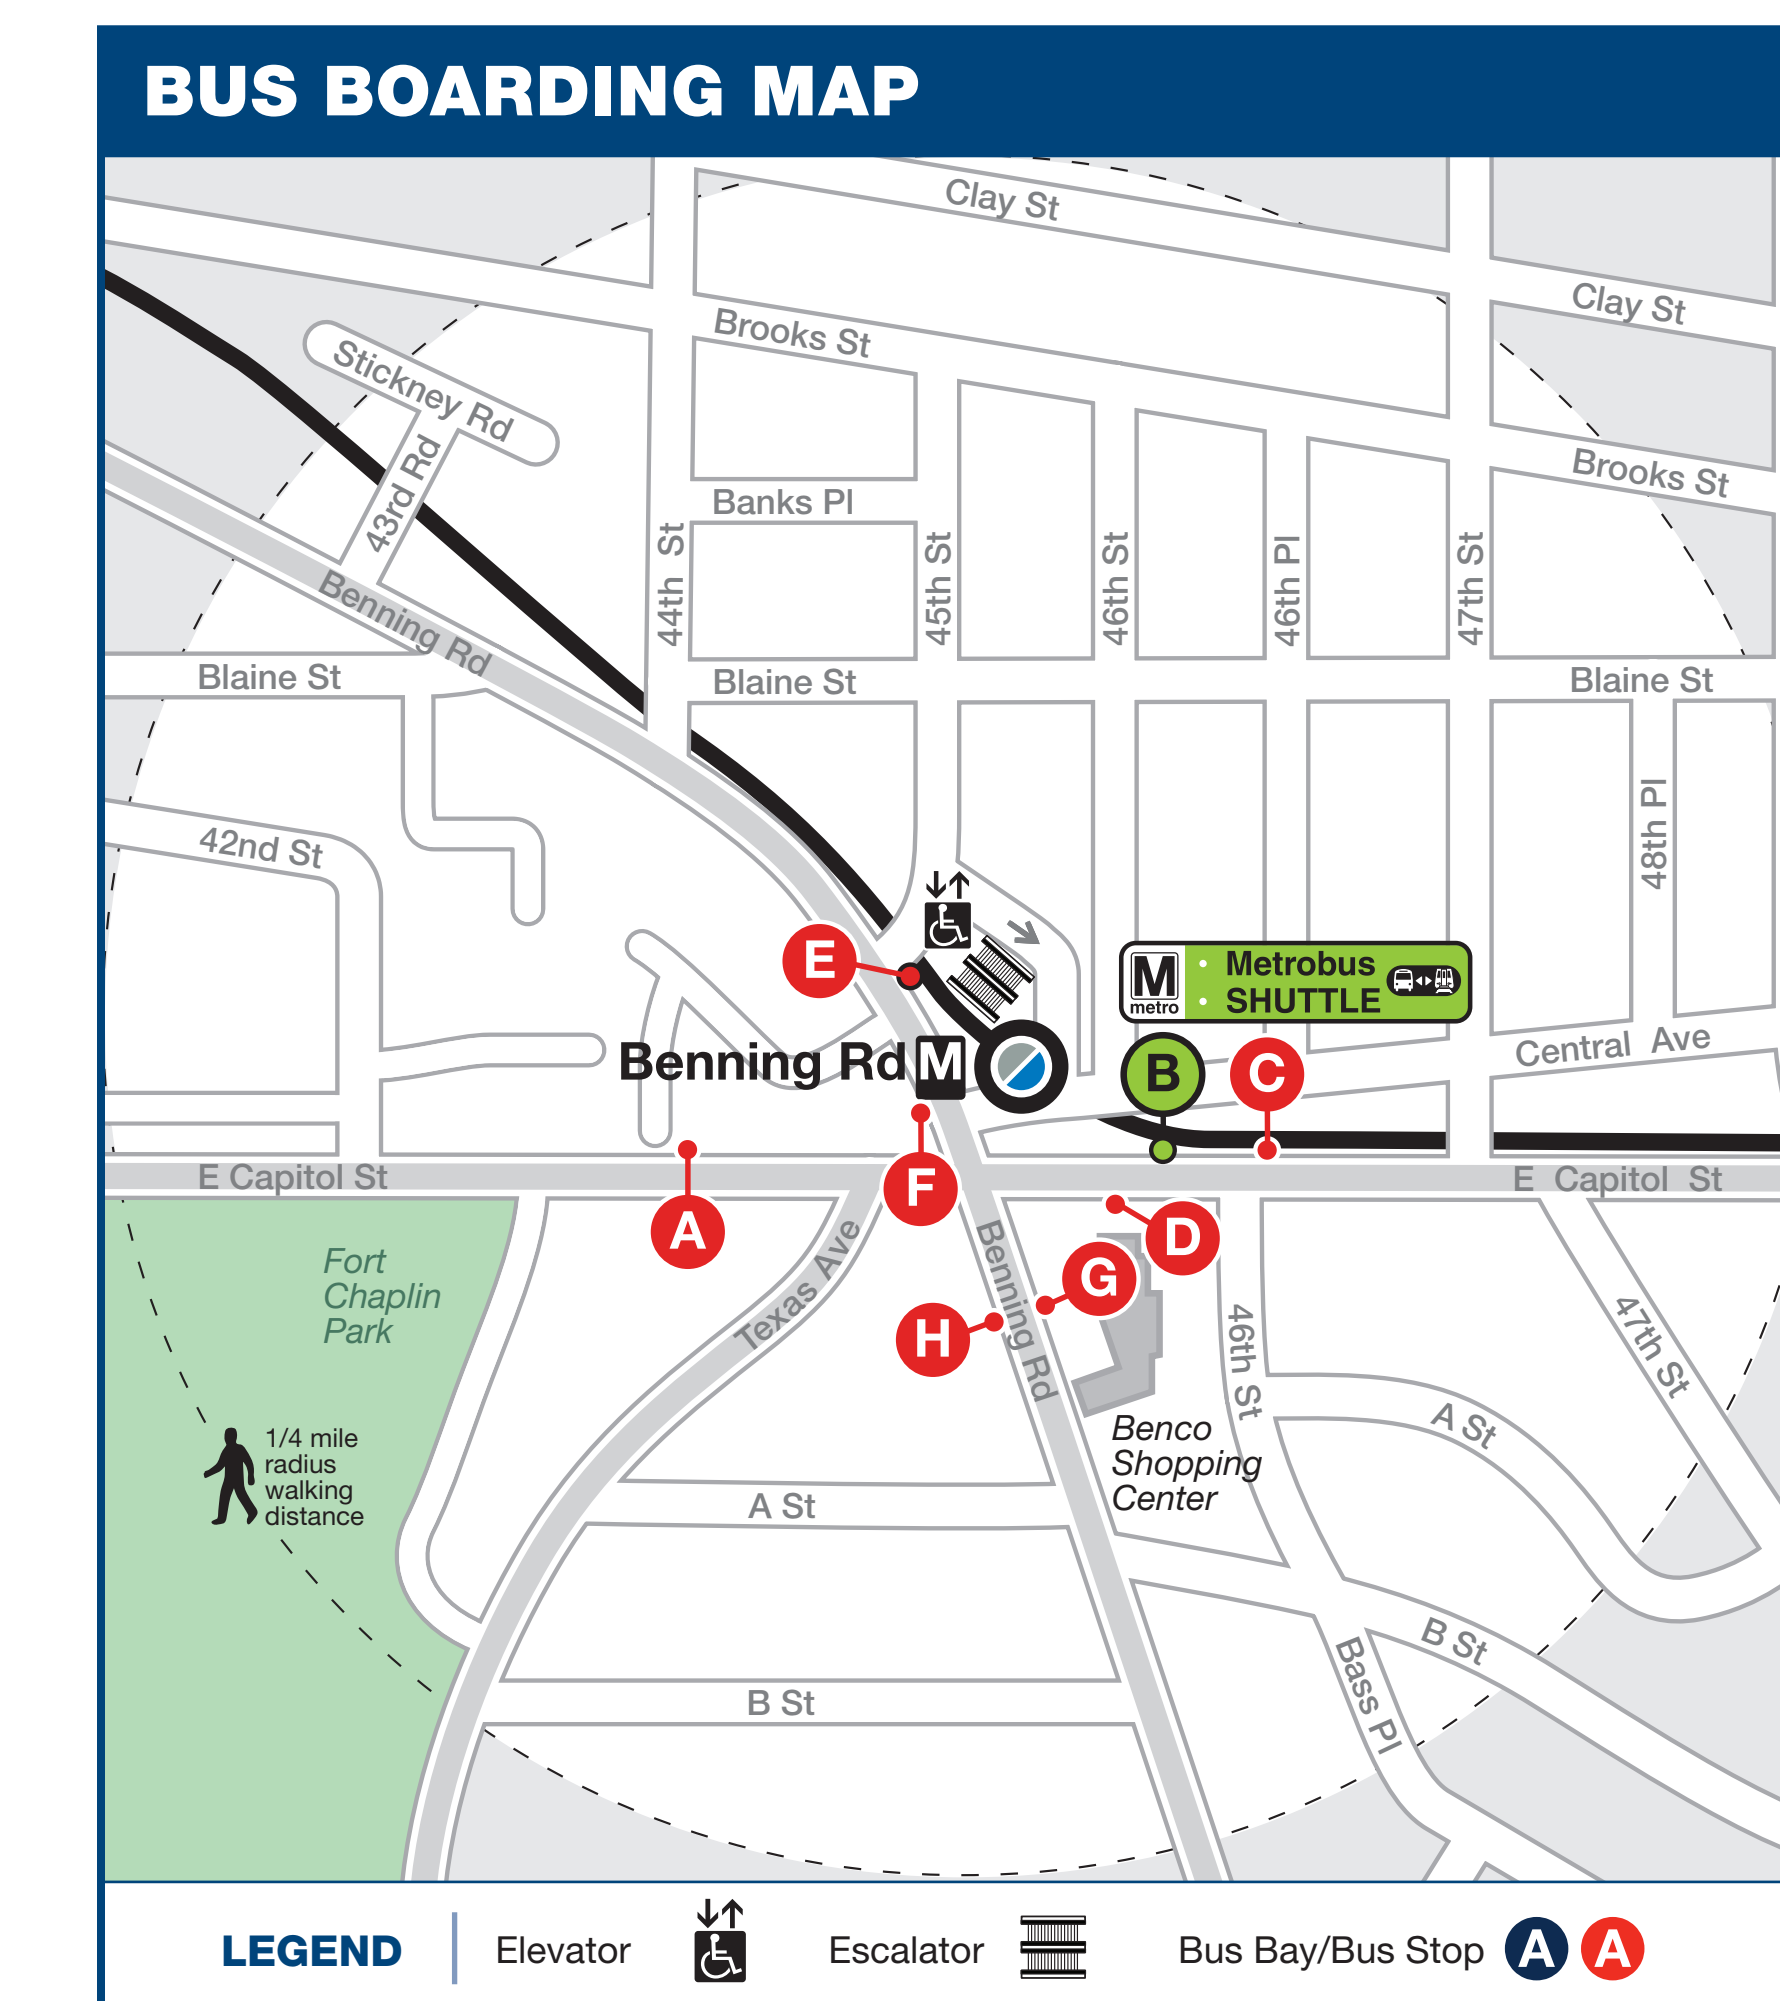 BUS BOARDING MAP
Clay St
Clay St
Brooks St
Stickney Rd
43rd Rd
Brooks St
Banks Pl
44th St
45th St
46th St
46th Pl
47th St
Benning Rd
Blaine St
Blaine St
Blaine St
48th Pl
42nd St
E
M
metro
• Metrobus
• SHUTTLE
Central Ave
Benning Rd M
B
C
E Capitol St
F
E Capitol St
A
D
Fort
Chaplin
Park
Texas Ave
Benning Rd
G
H
46th St
47th St
A St
Benco
Shopping
Center
1/4 mile
radius
walking
distance
A St
B St
Bass Pl
B St
LEGEND
Elevator
Escalator
Bus Bay/Bus Stop A A